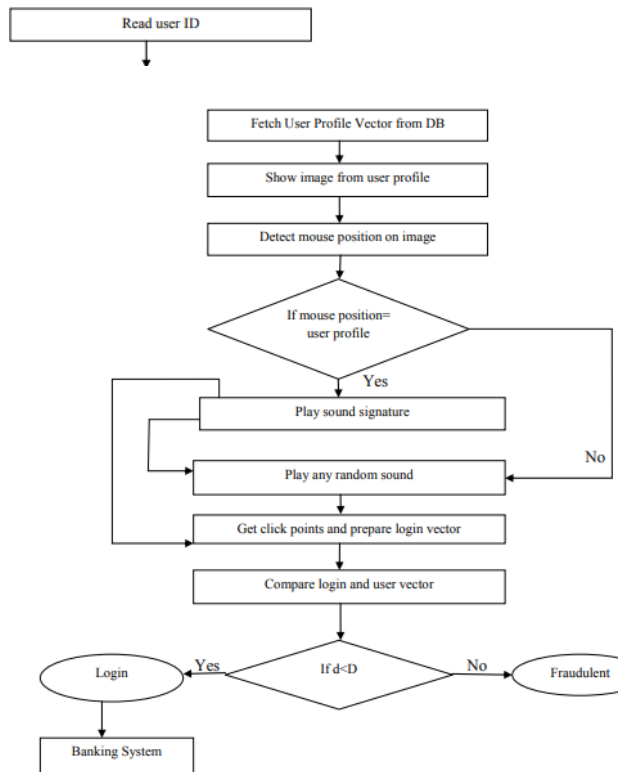 Read user ID
Fetch User Profile Vector from DB
Show image from user profile
Detect mouse position on image
If mouse position=
user profile
Yes
Play sound signature
No
Play any random sound
Get click points and prepare login vector
Compare login and user vector
Login
Yes
If d<D
No
Fraudulent
Banking System